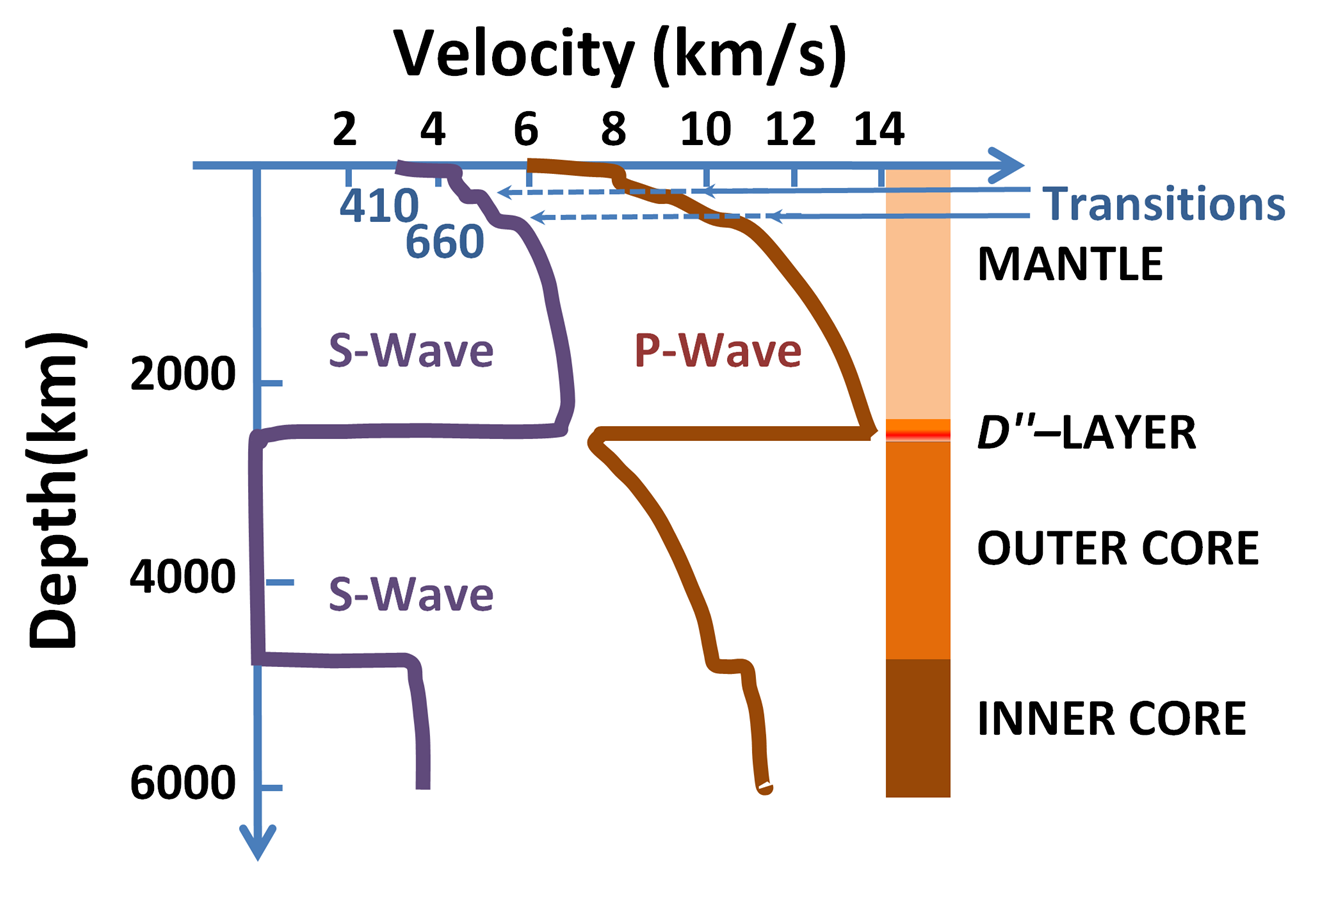 Velocity (km/s)
2 4 6 8 10 12 14
410
660
Transitions
MANTLE
S-Wave
P-Wave
2000
D''–LAYER
Depth(km)
OUTER CORE
4000
S-Wave
INNER CORE
6000